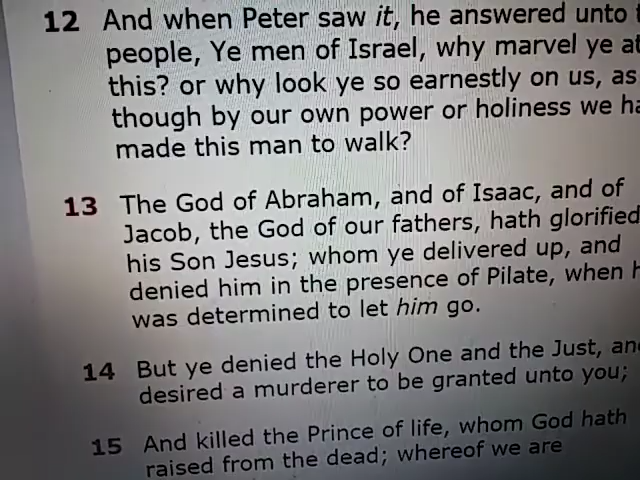 12 And when Peter saw it, he answered unto
people, Ye men of Israel, why marvel ye at
this? or why look ye so earnestly on us, as
though by our own power or holiness we ha
made this man to walk?
13 The God of Abraham, and of Isaac, and of
Jacob, the God of our fathers, hath glorified
his Son Jesus; whom ye delivered up, and
denied him in the presence of Pilate, when h
was determined to let him go.
14 But ye denied the Holy One and the Just, and
desired a murderer to be granted unto you;
15 And killed the Prince of life, whom God hath
raised from the dead; whereof we are